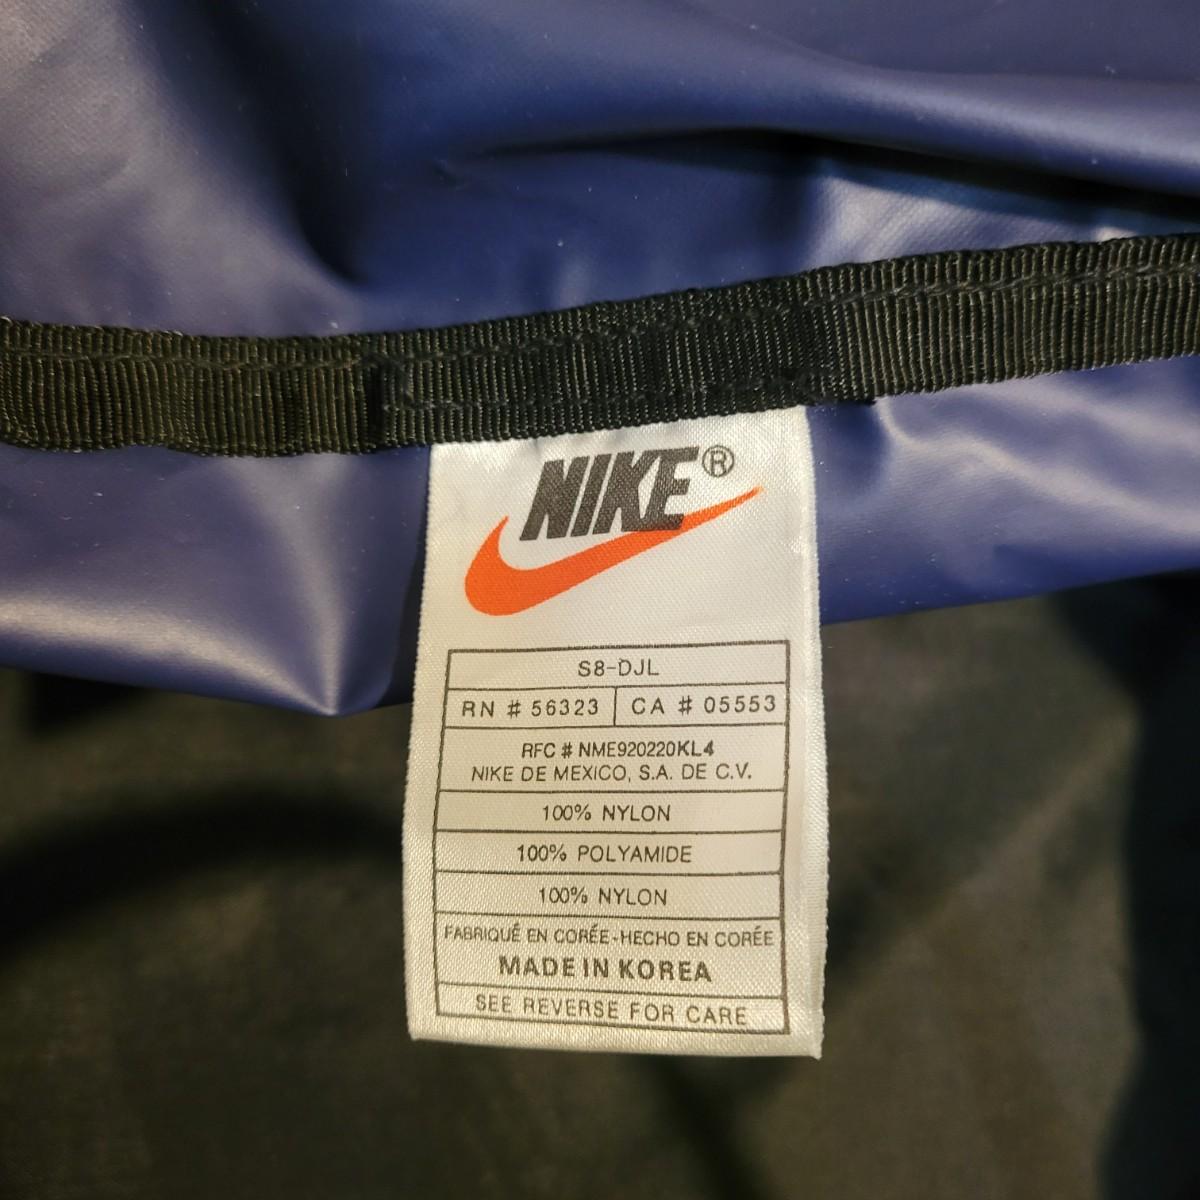 NIKE®
S8-DJL
RN # 56323 CA # 05553
RFC # NME920220KL4
NIKE DE MEXICO, S.A. DE C.V.
100% NYLON
100% POLYAMIDE
100% NYLON
FABRIQUÉ EN CORÉE-HECHO EN CORÉE
MADE IN KOREA
SEE REVERSE FOR CARE